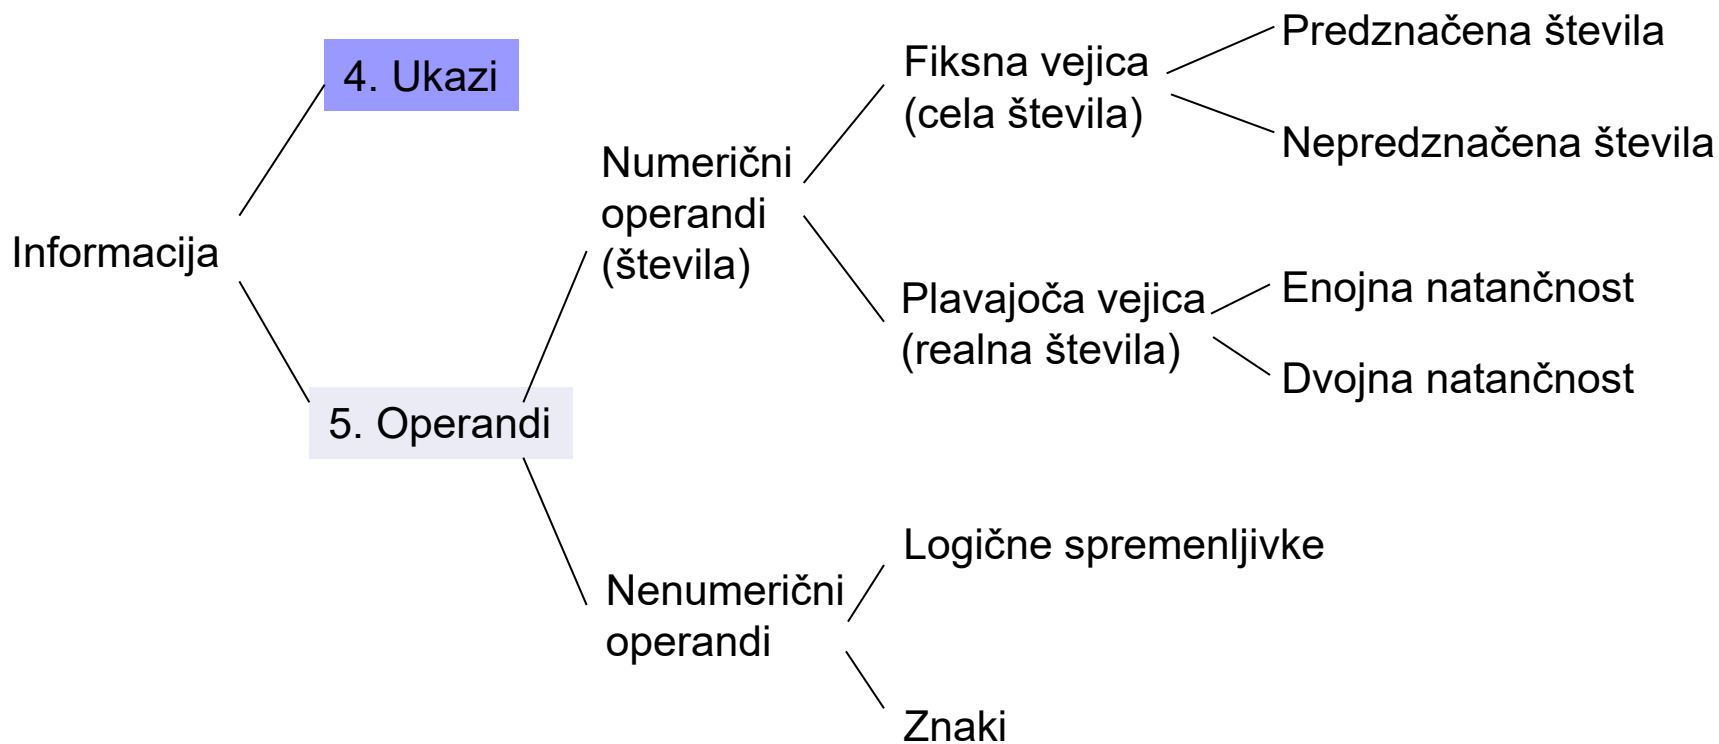 Informacija
4. Ukazi
5. Operandi
Numerični
operandi
(števila)
Nenumerični
operandi
Fiksna vejica
(cela števila)
Plavajoča vejica
(realna števila)
Logične spremenljivke
Znaki
Predznačena števila
Nepredznačena števila
Enojna natančnost
Dvojna natančnost